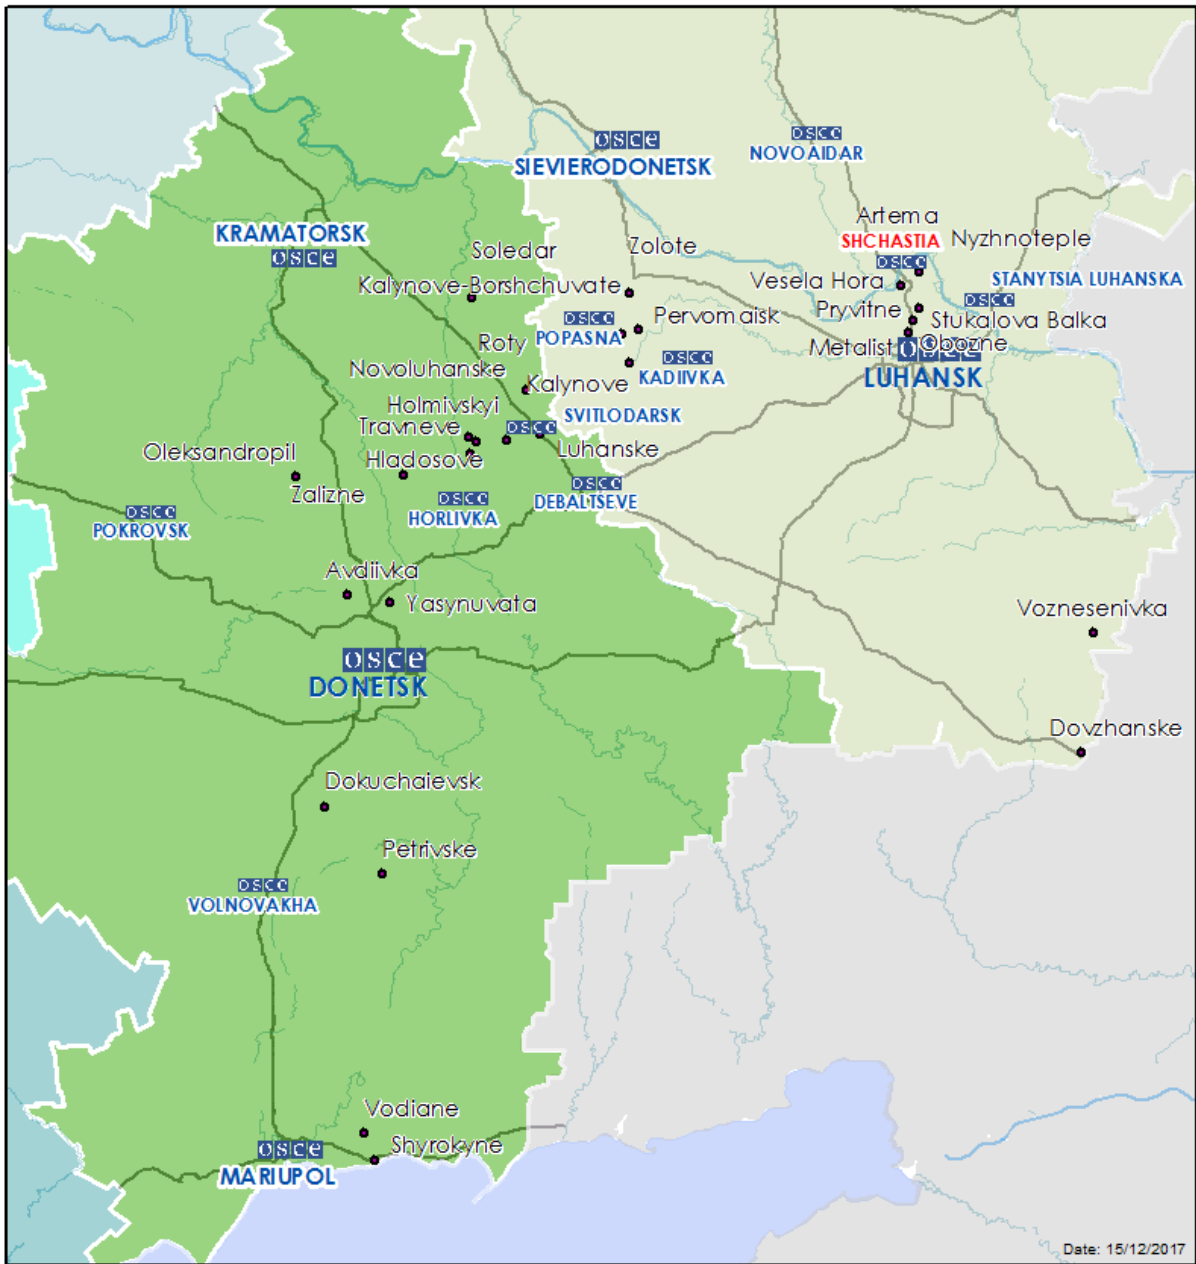 osce
SIEVIERODONETSK
osce
NOVOAIDAR
Artema
KRAMATORSK
osce
SHCHASTIA
osce
Nyzhnoteple
Soledar
Zolote
Vesela Hora
STANYTSIA LUHANSKA
osce
Kalynove-Borshchuvate
Pryvitne
Stukalova Balka
osce
POPASNA
Pervomaisk
Roty
Metalist
Obozne
osce
LUHANSK
osce
KADIIVKA
Novoluhanske
Kalynove
Holmivskyi
SVITLODARSK
osce
Travneve
Luhanske
Oleksandropil
Hladosove
Zalizne
osce
HORLIVKA
osce
DEBALTSEVE
osce
POKROVSK
Avdiivka
Yasynuvata
Voznesenivka
osce
DONETSK
Dovzhanske
Dokuchaievsk
Petrivske
osce
VOLNOVAKHA
Vodiane
Shyrokyne
osce
MARIUPOL
Date: 15/12/2017